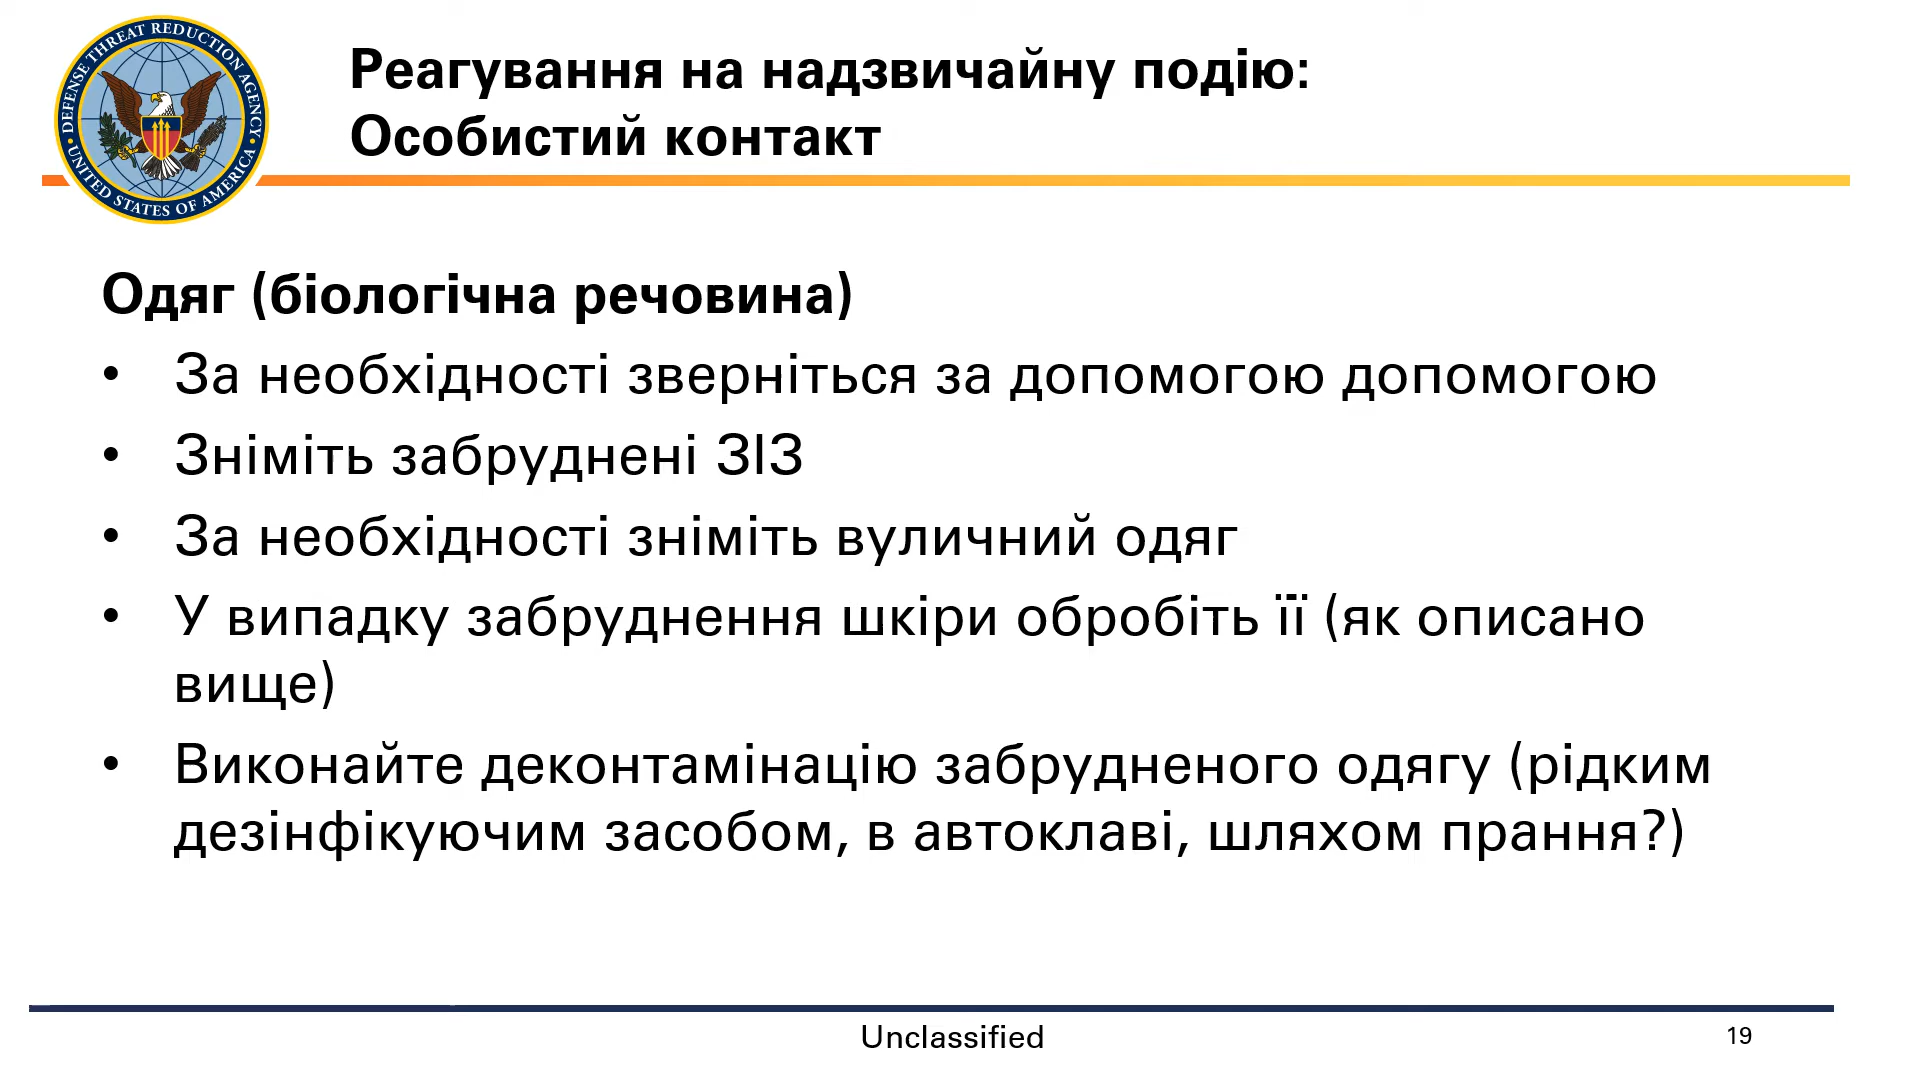 DEFENSE THREAT REDUCTION AGENCY
UNITED STATES OF AMERICA
Реагування на надзвичайну подію:
Особистий контакт
Одяг (біологічна речовина)
• За необхідності зверніться за допомогою допомогою
• Зніміть забруднені ЗІЗ
• За необхідності зніміть вуличний одяг
• У випадку забруднення шкіри обробіть її (як описано
вище)
• Виконайте деконтамінацію забрудненого одягу (рідким
дезінфікуючим засобом, в автоклаві, шляхом прання?)
Unclassified
19